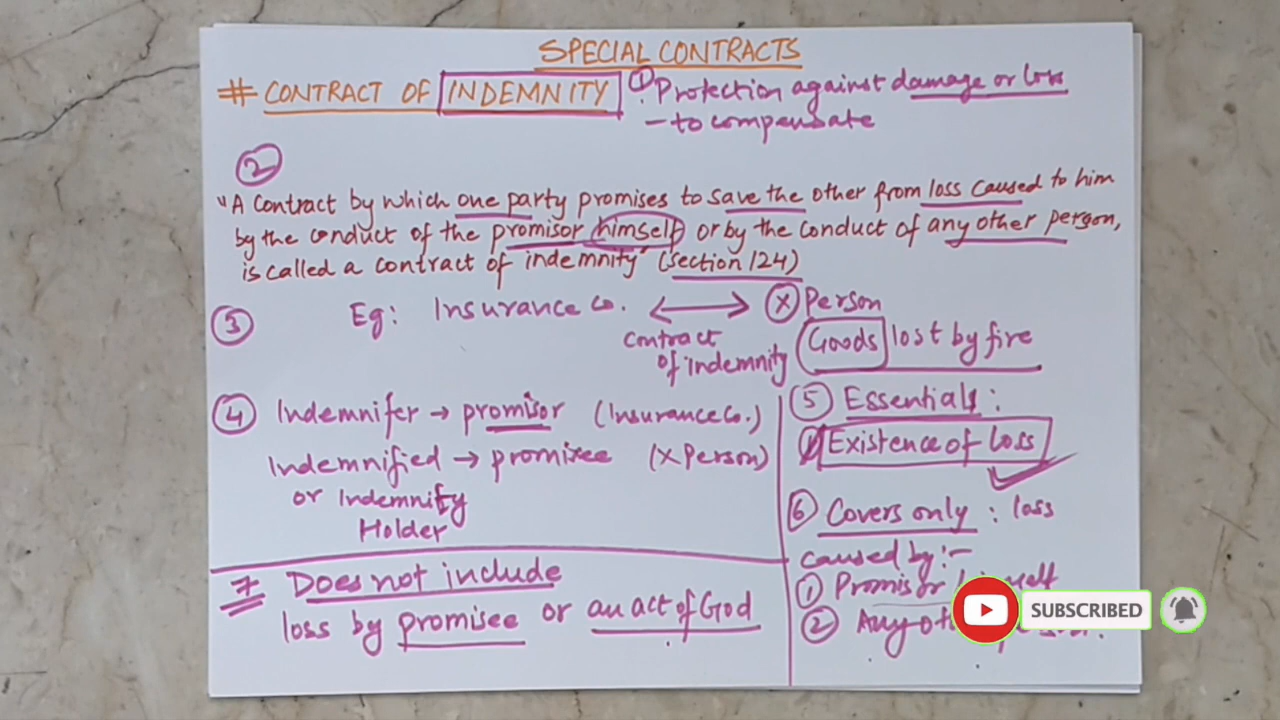 SPECIAL CONTRACTS
# CONTRACT OF INDEMNITY ① Protection against damage or loss
- to compensate
②
"A contract by which one party promises to save the other from loss caused to him
by the conduct of the promisor himself or by the conduct of any other person,
is called a contract of indemnity" (section 124)
③ Eg: Insurance Co. ↔ X Person
contract of indemnity
Goods lost by fire
④ Indemnifer → promisor (Insurance Co.)
Indemnified → promisee (X Person)
or Indemnity
Holder
⑤ Essentials:
① Existence of loss
⑥ Covers only: loss
caused by:-
① Promisor himself
② Any
7 Does not include
loss by promisee or an act of God
SUBSCRIBED